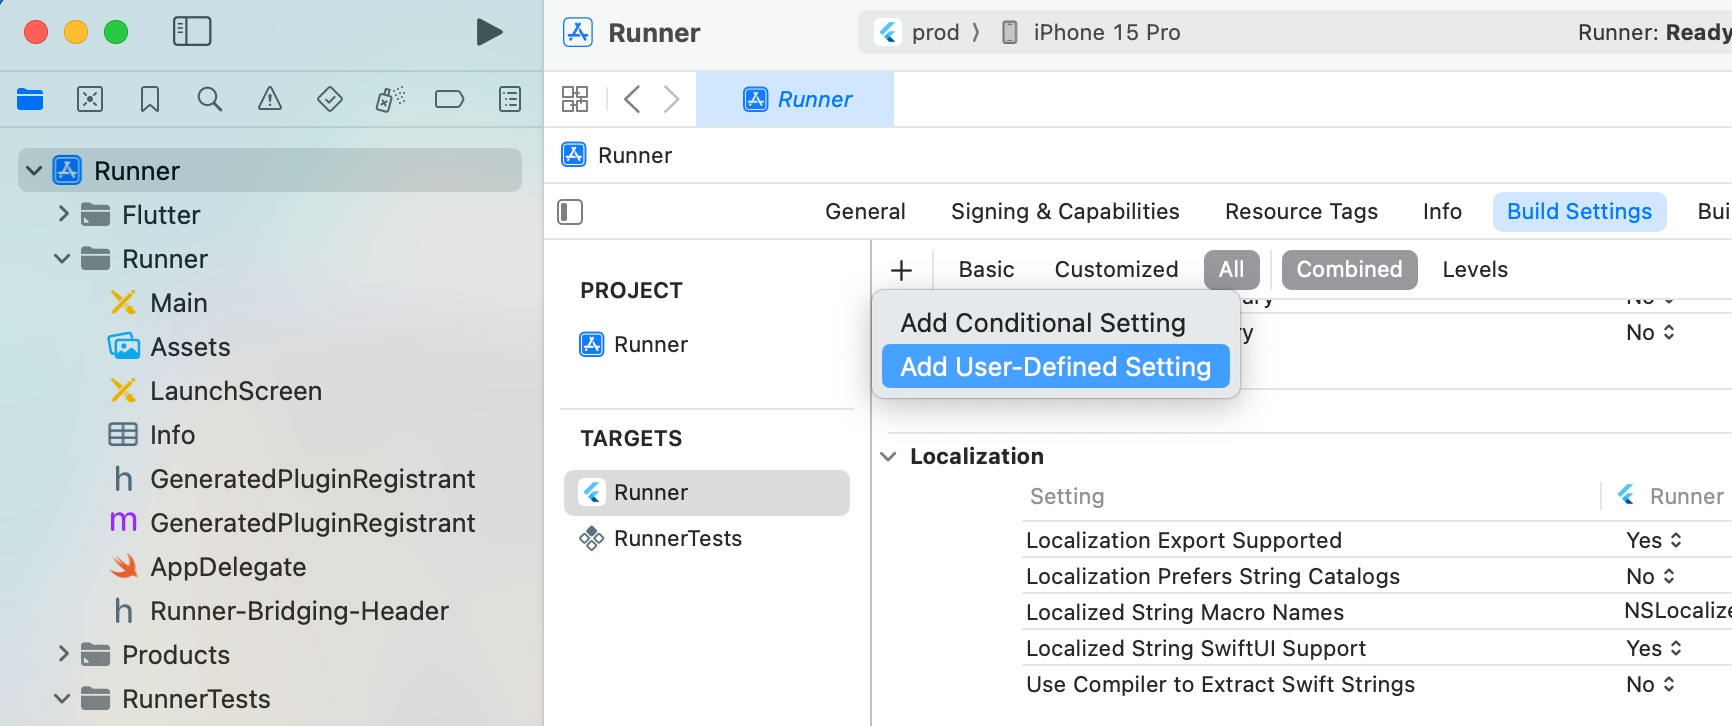 Runner
prod
iPhone 15 Pro
Runner: Ready
Runner
Runner
Runner
Flutter
Runner
Main
Assets
LaunchScreen
Info
GeneratedPluginRegistrant
GeneratedPluginRegistrant
AppDelegate
Runner-Bridging-Header
Products
RunnerTests
General
Signing & Capabilities
Resource Tags
Info
Build Settings
Bui
PROJECT
Runner
TARGETS
Runner
RunnerTests
Basic
Customized
All
Combined
Levels
Add Conditional Setting
Add User-Defined Setting
No
No
Localization
Setting
Runner
Localization Export Supported
Yes
Localization Prefers String Catalogs
No
Localized String Macro Names
NSLocalize
Localized String SwiftUI Support
Yes
Use Compiler to Extract Swift Strings
No